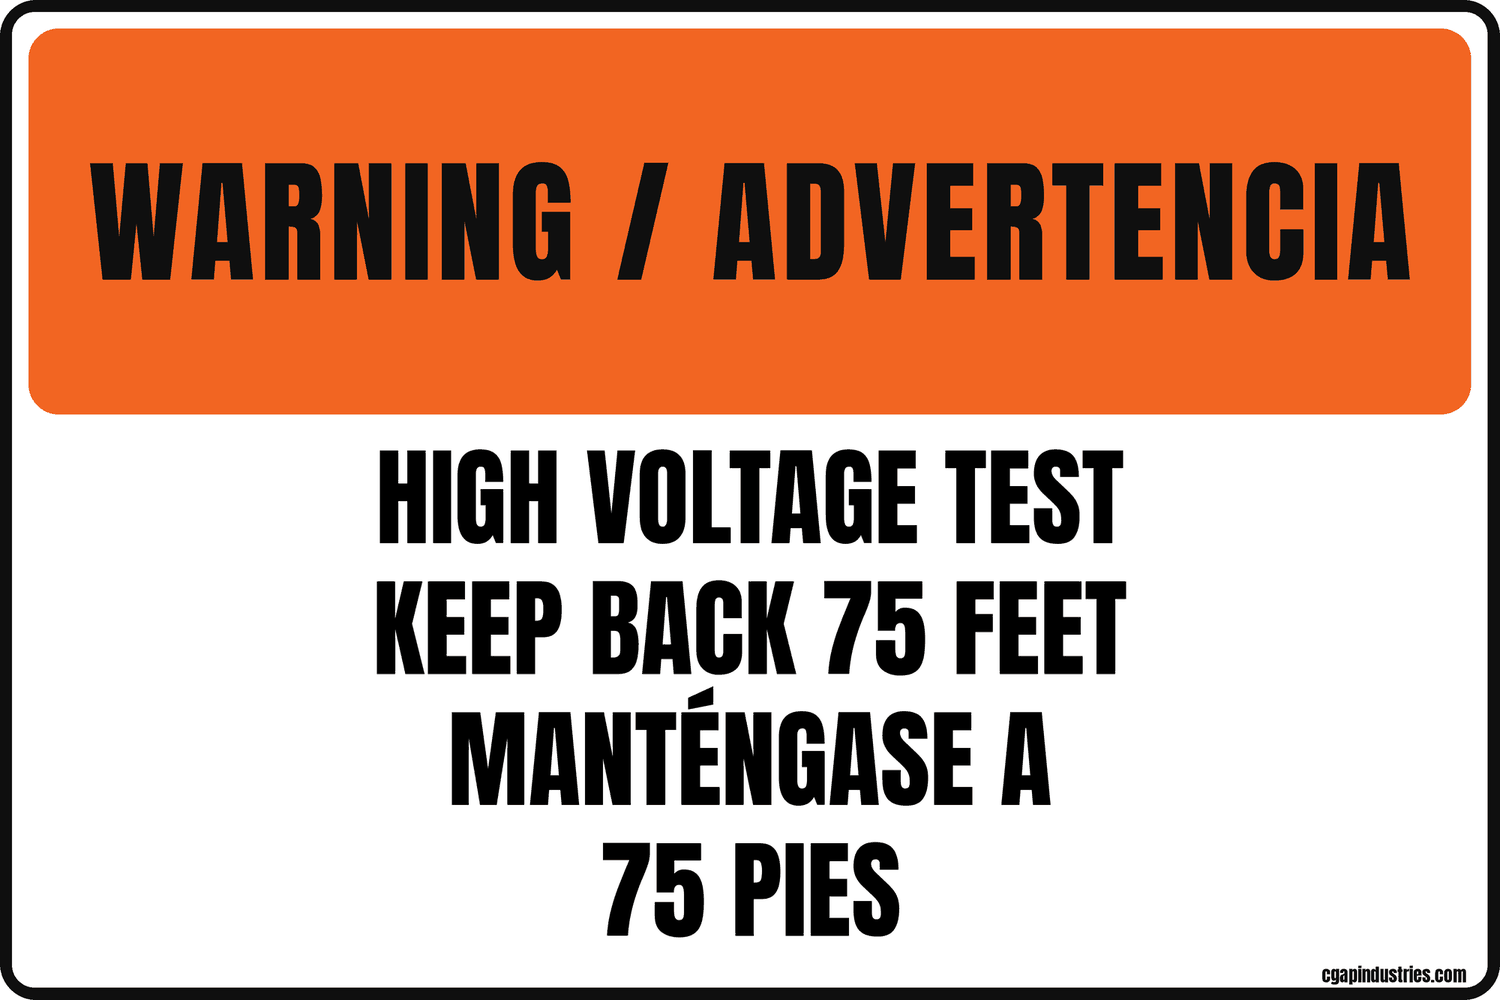 WARNING / ADVERTENCIA
HIGH VOLTAGE TEST
KEEP BACK 75 FEET
MANTÉNGASE A
75 PIES
cgapindustries.com